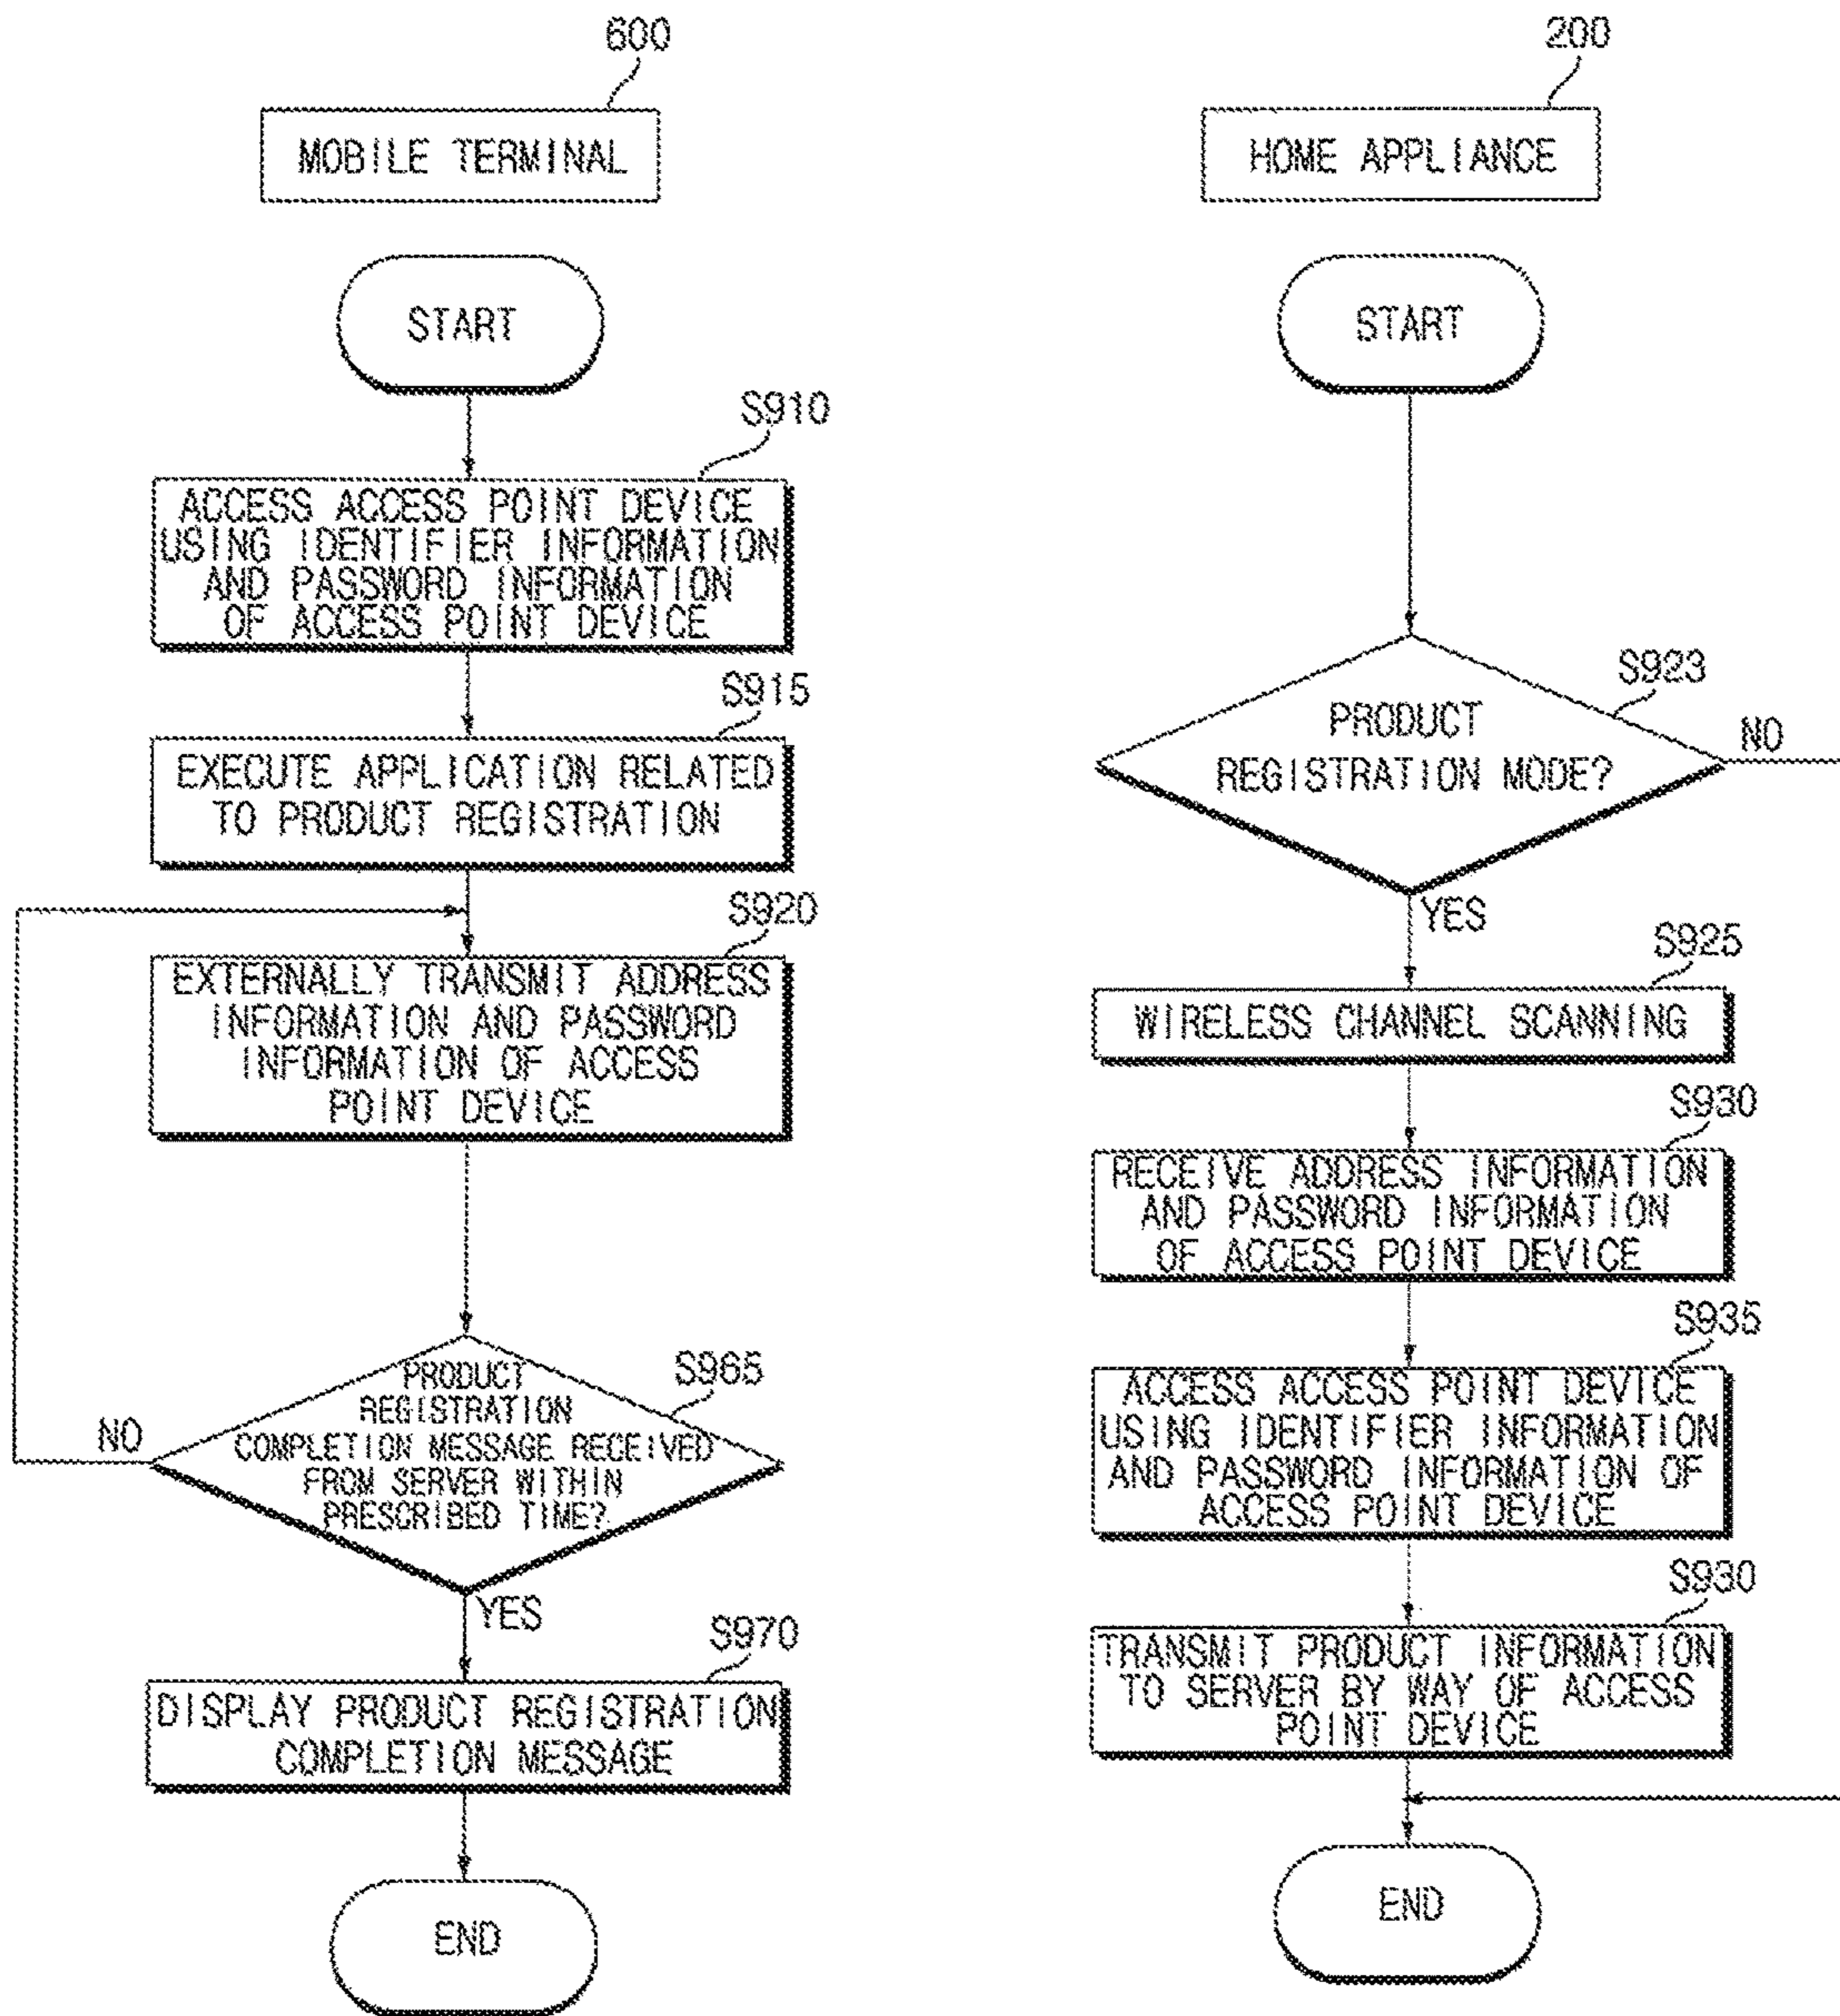 600
MOBILE TERMINAL
START
S910
ACCESS ACCESS POINT DEVICE
USING IDENTIFIER INFORMATION
AND PASSWORD INFORMATION
OF ACCESS POINT DEVICE
S915
EXECUTE APPLICATION RELATED
TO PRODUCT REGISTRATION
S920
EXTERNALLY TRANSMIT ADDRESS
INFORMATION AND PASSWORD
INFORMATION OF ACCESS
POINT DEVICE
S965
PRODUCT
REGISTRATION
COMPLETION MESSAGE RECEIVED
FROM SERVER WITHIN
PRESCRIBED TIME?
NO
YES
S970
DISPLAY PRODUCT REGISTRATION
COMPLETION MESSAGE
END
200
HOME APPLIANCE
START
S923
PRODUCT
REGISTRATION MODE?
NO
YES
S925
WIRELESS CHANNEL SCANNING
S930
RECEIVE ADDRESS INFORMATION
AND PASSWORD INFORMATION
OF ACCESS POINT DEVICE
S935
ACCESS ACCESS POINT DEVICE
USING IDENTIFIER INFORMATION
AND PASSWORD INFORMATION OF
ACCESS POINT DEVICE
S930
TRANSMIT PRODUCT INFORMATION
TO SERVER BY WAY OF ACCESS
POINT DEVICE
END